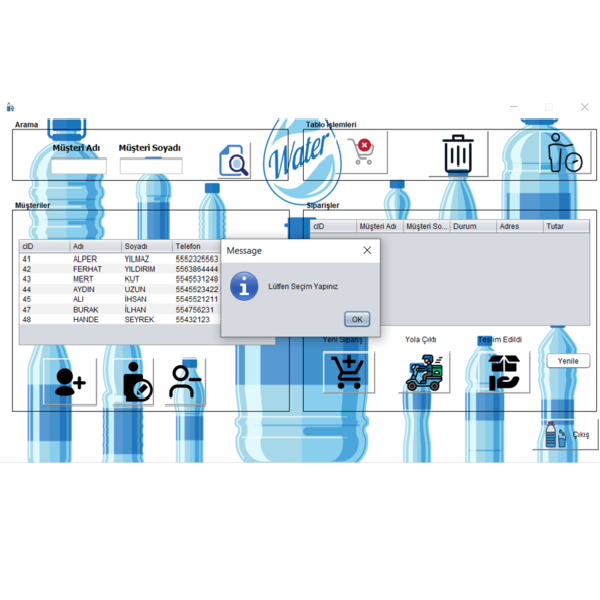 Arama
Tablo İşlemleri
Müşteri Adı Müşteri Soyadı
Water
Müşteriler
Siparişler
cID Adı Soyadı Telefon
41 ALPER YILMAZ 5552325563
42 FERHAT YILDIRIM 5563864444
43 MERT KUT 5545531248
44 AYDIN UZUN 5545523422
45 ALİ İHSAN 5545521211
47 BURAK İLHAN 554756231
48 HANDE SEYREK 55432123
cID Müşteri Adı Müşteri So... Durum Adres Tutar
Message
Lütfen Seçim Yapınız
OK
Yeni Sipariş Yola Çıktı Teslim Edildi
Yenile
Çıkış